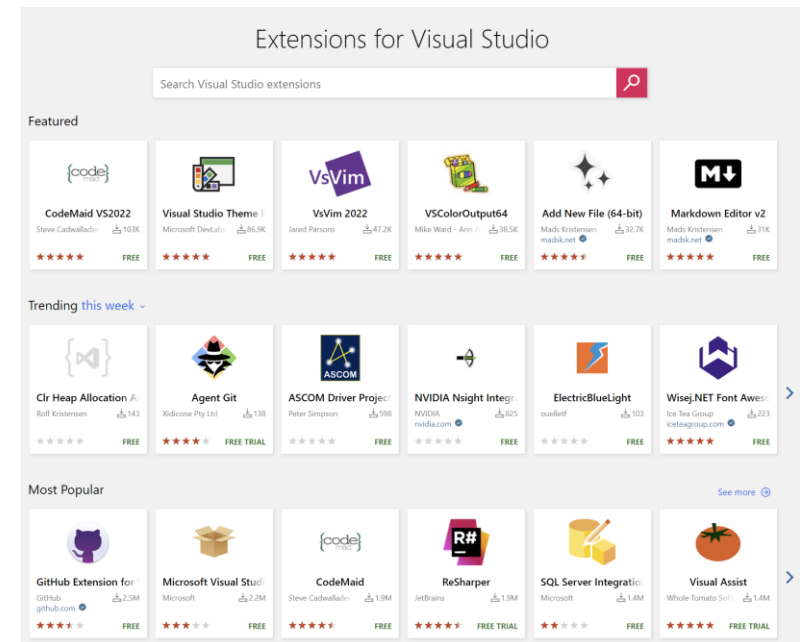 Extensions for Visual Studio
Search Visual Studio extensions
Featured
{code}
maid
CodeMaid VS2022
Steve Cadwallader 103K
FREE
Visual Studio Theme
Microsoft DevLabs 86.9K
FREE
VsVim
VsVim 2022
Jared Parsons 47.2K
FREE
VSColorOutput64
Mike Ward - Ann 38.5K
FREE
Add New File (64-bit)
Mads Kristensen 32.7K
madsk.net
FREE
M
Markdown Editor v2
Mads Kristensen 31K
madsk.net
FREE
Trending this week
Clr Heap Allocation
Rolf Kristensen 143
FREE
Agent Git
Xidicone Pty Ltd 138
FREE TRIAL
ASCOM
ASCOM Driver Project
Peter Simpson 598
FREE
NVIDIA Nsight Integr
NVIDIA 825
nvidia.com
FREE
ElectricBlueLight
ouelletf 103
FREE
Wisej.NET Font Awes
Ice Tea Group 223
iceteagroup.com
FREE
Most Popular
See more
GitHub Extension for
GitHub 2.5M
github.com
FREE
Microsoft Visual Studi
Microsoft 2.2M
FREE
{code}
maid
CodeMaid
Steve Cadwallader 1.9M
FREE
R#
ReSharper
JetBrains 1.9M
FREE TRIAL
SQL Server Integratio
Microsoft 1.4M
FREE
Visual Assist
Whole Tomato Soft 1.4M
FREE TRIAL